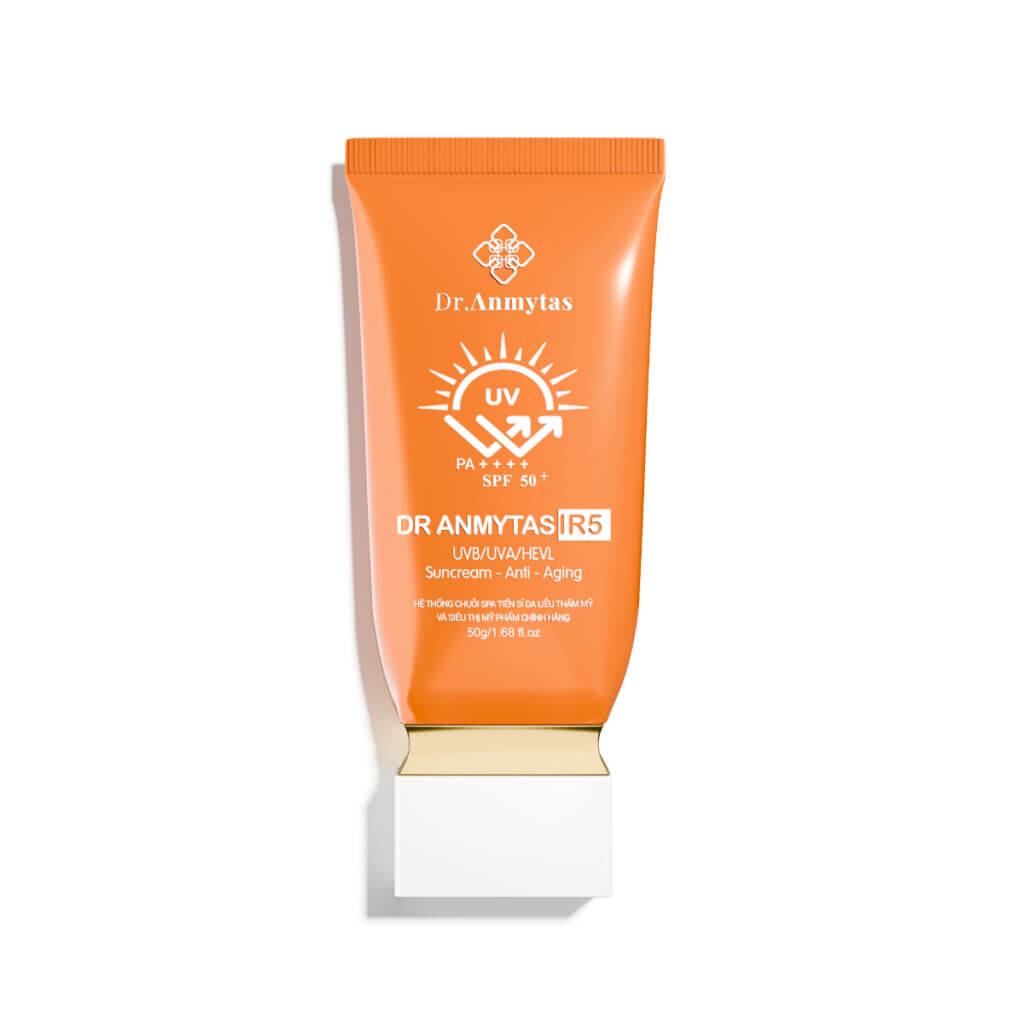 Dr.Anmytas
UV
PA++++
SPF 50+
DR ANMYTAS IR5
UVB/UVA/HEVL
Suncream - Anti - Aging
HỆ THỐNG CHUỖI SPA TIẾN SĨ DA LIỄU THẨM MỸ
VÀ SIÊU THỊ MỸ PHẨM CHÍNH HÃNG
50g/1.68 fl.oz